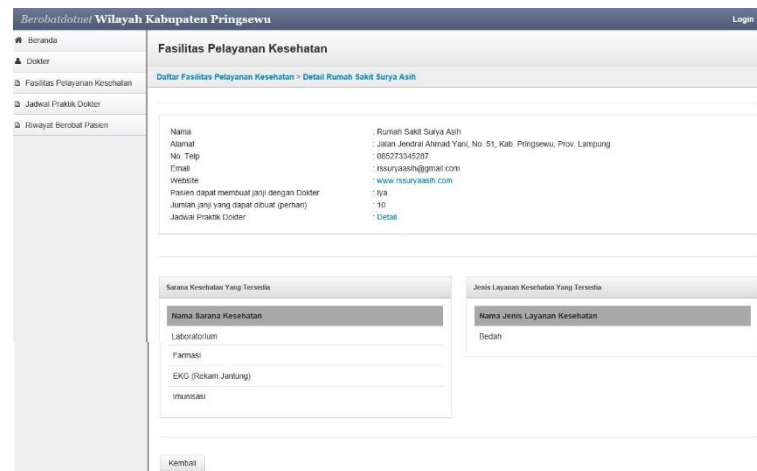 Berobatdotnet Wilayah Kabupaten Pringsewu
Login
Beranda
Dokter
Fasilitas Pelayanan Kesehatan
Jadwal Praktik Dokter
Riwayat Berobat Pasien
Fasilitas Pelayanan Kesehatan
Daftar Fasilitas Pelayanan Kesehatan > Detail Rumah Sakit Surya Asih
Nama : Rumah Sakit Surya Asih
Alamat : Jalan Jendral Ahmad Yani, No. 51, Kab. Pringsewu, Prov. Lampung
No. Telp : 085273345287
Email : rssuryaasih@gmail.com
Website : www.rssuryaasih.com
Pasien dapat membuat janji dengan Dokter : Iya
Jumlah janji yang dapat dibuat (perhari) : 10
Jadwal Praktik Dokter : Detail
Sarana Kesehatan Yang Tersedia
Nama Sarana Kesehatan
Laboratorium
Farmasi
EKG (Rekam Jantung)
Imunisasi
Jenis Layanan Kesehatan Yang Tersedia
Nama Jenis Layanan Kesehatan
Bedah
Kembali